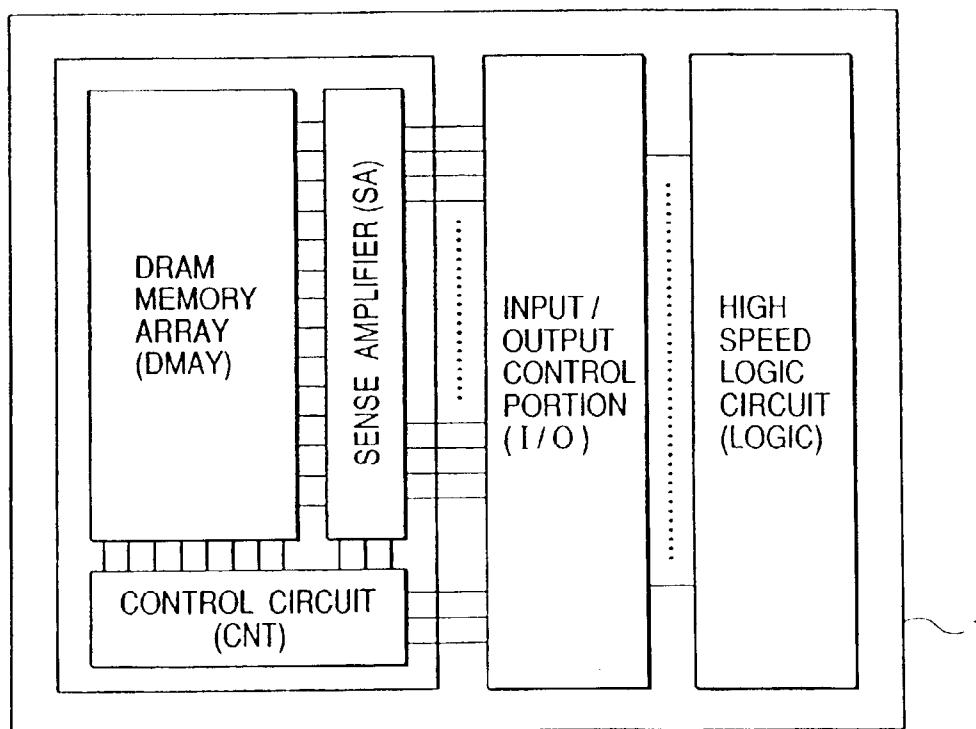 DRAM
MEMORY
ARRAY
(DMAY)
SENSE AMPLIFIER (SA)
INPUT /
OUTPUT
CONTROL
PORTION
( I / O )
HIGH
SPEED
LOGIC
CIRCUIT
(LOGIC)
CONTROL CIRCUIT
(CNT)